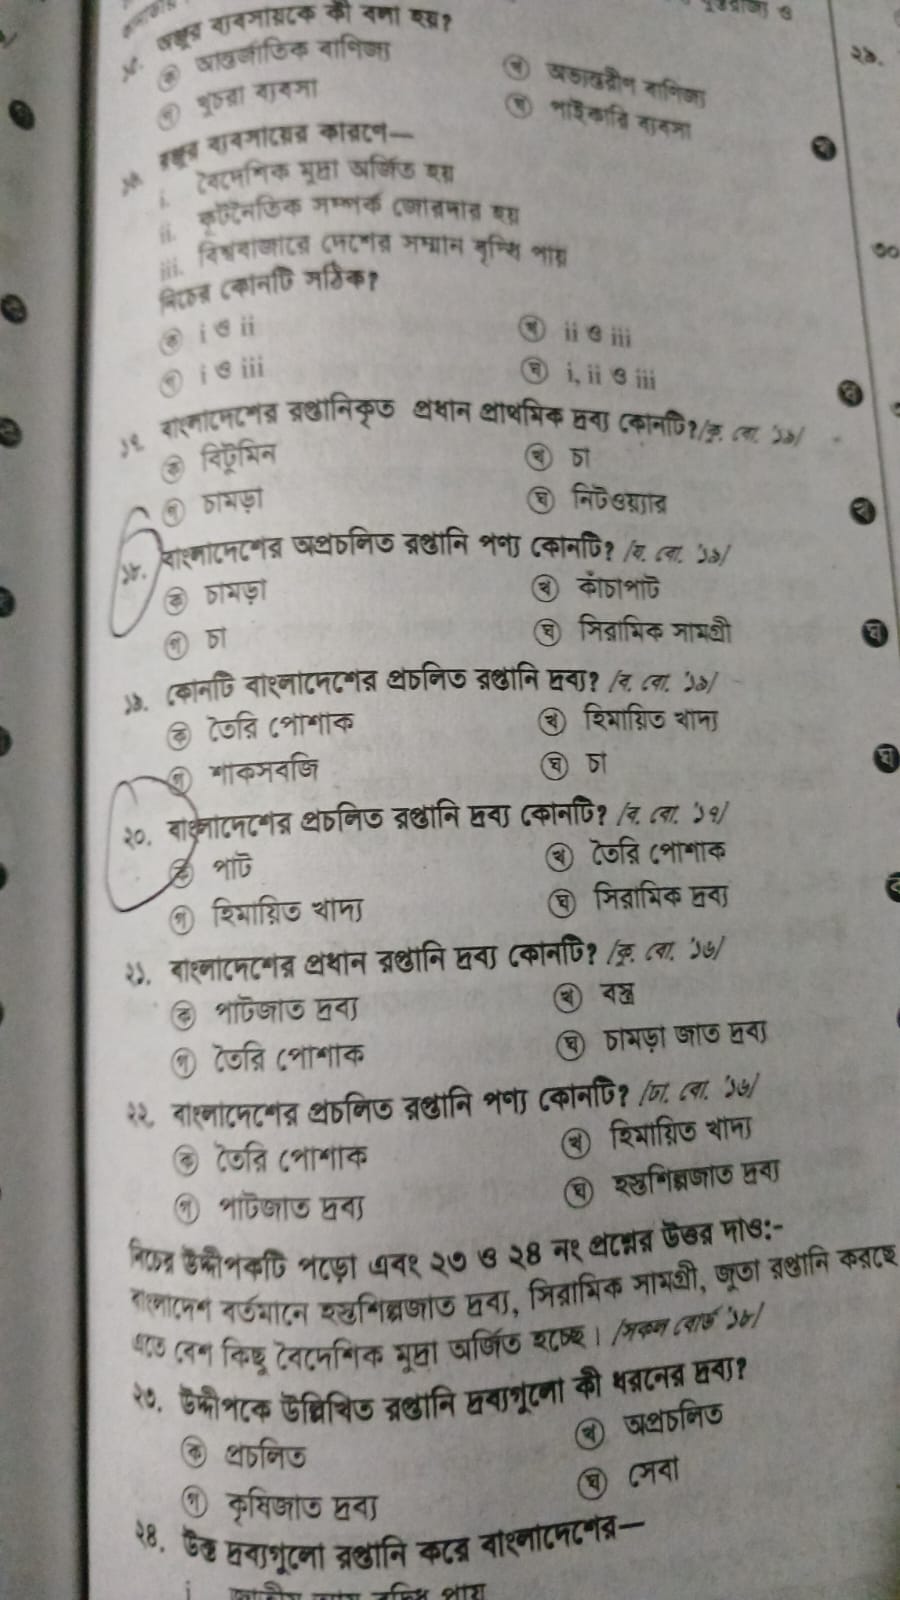 জলুর ব্যবসায়কে কী বলা হয়?
ক আন্তর্জাতিক বাণিজ্য
খ অভ্যন্তরীণ বাণিজ্য
গ খুচরা ব্যবসা
ঘ পাইকারি ব্যবসা
ব্যবসায়ের কারণে—
i. বৈদেশিক মুদ্রা অর্জিত হয়
ii. কূটনৈতিক সম্পর্ক জোরদার হয়
iii. বিশ্ববাজারে দেশের সম্মান বৃদ্ধি পায়
নিচের কোনটি সঠিক?
ক i ও ii
খ ii ও iii
গ i ও iii
ঘ i, ii ও iii
১৭. বাংলাদেশের রপ্তানিকৃত প্রধান প্রাথমিক দ্রব্য কোনটি? /কু. বো. '১৯/
ক বিটুমিন
খ চা
গ চামড়া
ঘ নিটওয়্যার
১৮. বাংলাদেশের অপ্রচলিত রপ্তানি পণ্য কোনটি? /য. বো. '১৯/
ক চামড়া
খ কাঁচাপাট
গ চা
ঘ সিরামিক সামগ্রী
১৯. কোনটি বাংলাদেশের প্রচলিত রপ্তানি দ্রব্য? /ব. বো. '১৯/
ক তৈরি পোশাক
খ হিমায়িত খাদ্য
গ শাকসবজি
ঘ চা
২০. বাংলাদেশের প্রচলিত রপ্তানি দ্রব্য কোনটি? /ব. বো. '১৭/
ক পাট
খ তৈরি পোশাক
গ হিমায়িত খাদ্য
ঘ সিরামিক দ্রব্য
২১. বাংলাদেশের প্রধান রপ্তানি দ্রব্য কোনটি? /কু. বো. '১৬/
ক পাটজাত দ্রব্য
খ বস্ত্র
গ তৈরি পোশাক
ঘ চামড়া জাত দ্রব্য
২২. বাংলাদেশের প্রচলিত রপ্তানি পণ্য কোনটি? /ঢা. বো. '১৬/
ক তৈরি পোশাক
খ হিমায়িত খাদ্য
গ পাটজাত দ্রব্য
ঘ হস্তশিল্পজাত দ্রব্য
নিচের উদ্দীপকটি পড়ো এবং ২৩ ও ২৪ নং প্রশ্নের উত্তর দাও:-
বাংলাদেশ বর্তমানে হস্তশিল্পজাত দ্রব্য, সিরামিক সামগ্রী, জুতা রপ্তানি করছে
এতে বেশ কিছু বৈদেশিক মুদ্রা অর্জিত হচ্ছে। /সকল বোর্ড '১৮/
২৩. উদ্দীপকে উল্লিখিত রপ্তানি দ্রব্যগুলো কী ধরনের দ্রব্য?
ক প্রচলিত
খ অপ্রচলিত
গ কৃষিজাত দ্রব্য
ঘ সেবা
২৪. উক্ত দ্রব্যগুলো রপ্তানি করে বাংলাদেশের—
i. জাতীয় আয় বৃদ্ধি পায়
২৯.
৩০